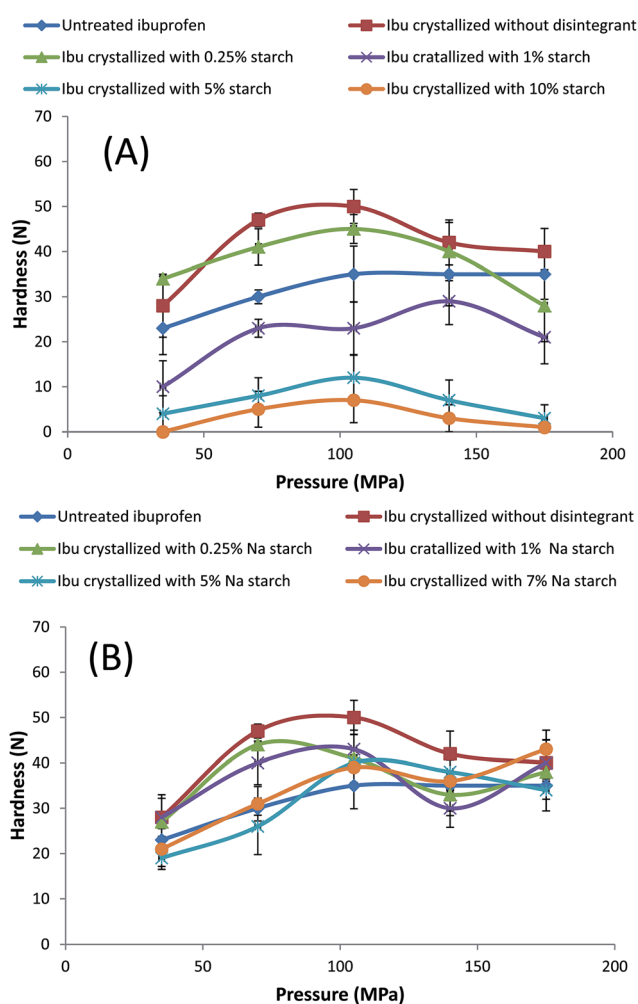 Untreated ibuprofen
Ibu crystallized without disintegrant
Ibu crystallized with 0.25% starch
Ibu cratallized with 1% starch
Ibu crystallized with 5% starch
Ibu crystallized with 10% starch
(A)
Hardness (N)
70
60
50
40
30
20
10
0
0
50
100
150
200
Pressure (MPa)
Untreated ibuprofen
Ibu crystallized without disintegrant
Ibu crystallized with 0.25% Na starch
Ibu cratallized with 1% Na starch
Ibu crystallized with 5% Na starch
Ibu crystallized with 7% Na starch
(B)
Hardness (N)
70
60
50
40
30
20
10
0
0
50
100
150
200
Pressure (MPa)